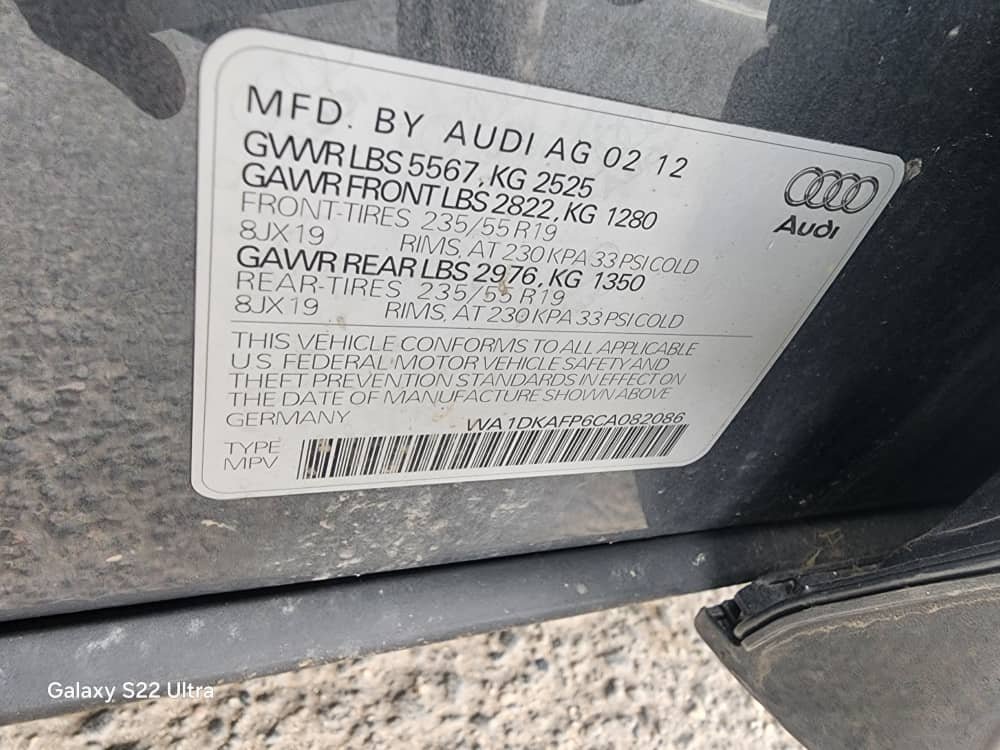 MFD. BY AUDI AG 02 12
GVWR LBS 5567, KG 2525
GAWR FRONT LBS 2822, KG 1280
FRONT-TIRES 235/55 R19
8JX19 RIMS, AT 230 KPA 33 PSI COLD
GAWR REAR LBS 2976, KG 1350
REAR-TIRES 235/55 R19
8JX19 RIMS, AT 230 KPA 33 PSI COLD
Audi
THIS VEHICLE CONFORMS TO ALL APPLICABLE
U.S. FEDERAL MOTOR VEHICLE SAFETY AND
THEFT PREVENTION STANDARDS IN EFFECT ON
THE DATE OF MANUFACTURE SHOWN ABOVE
GERMANY WA1DKAFP6CA082086
TYPE
MPV
Galaxy S22 Ultra